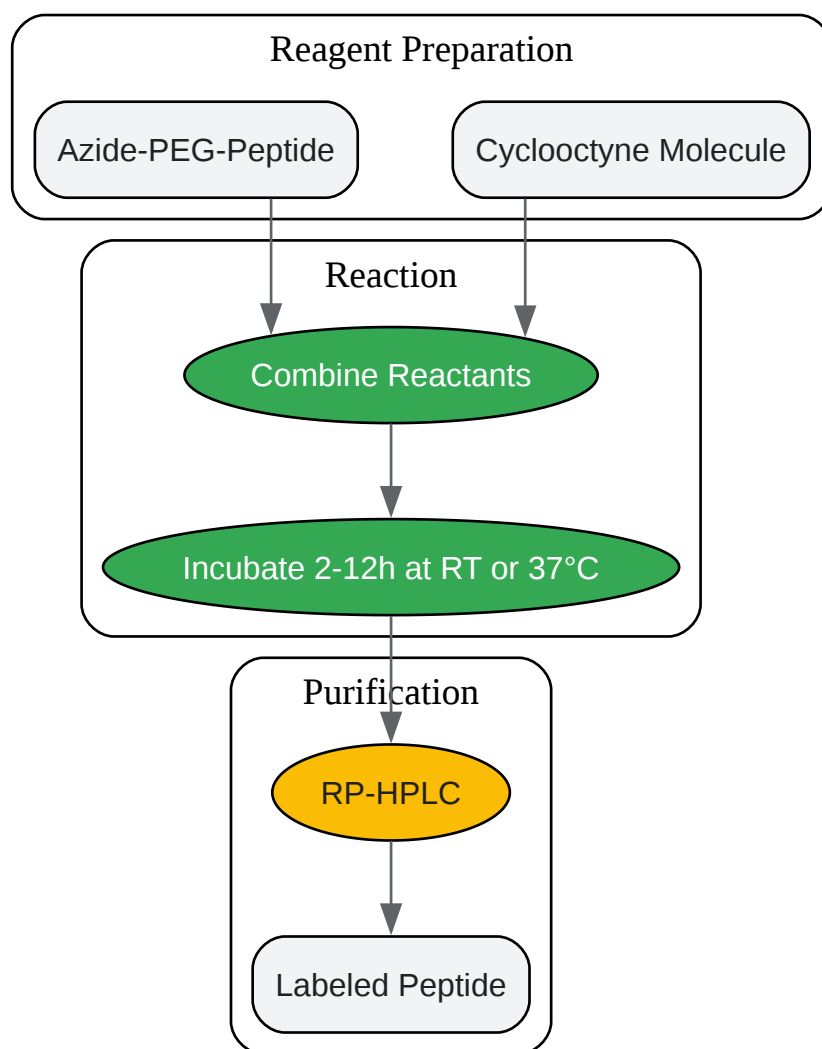 Reagent Preparation
Azide-PEG-Peptide
Cyclooctyne Molecule
Reaction
Combine Reactants
Incubate 2-12h at RT or 37°C
Purification
RP-HPLC
Labeled Peptide